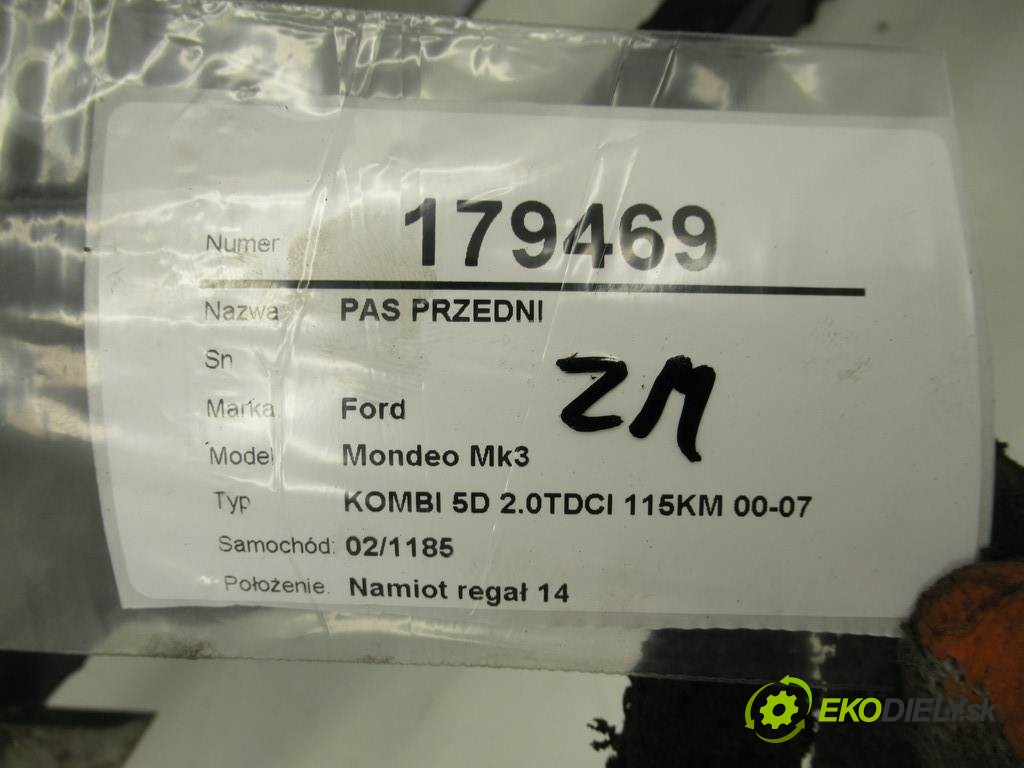 Numer 179469
Nazwa PAS PRZEDNI
Sn
ZM
Marka Ford
Model Mondeo Mk3
Typ KOMBI 5D 2.0TDCI 115KM 00-07
Samochód: 02/1185
Położenie. Namiot regał 14
EKODIELY.sk